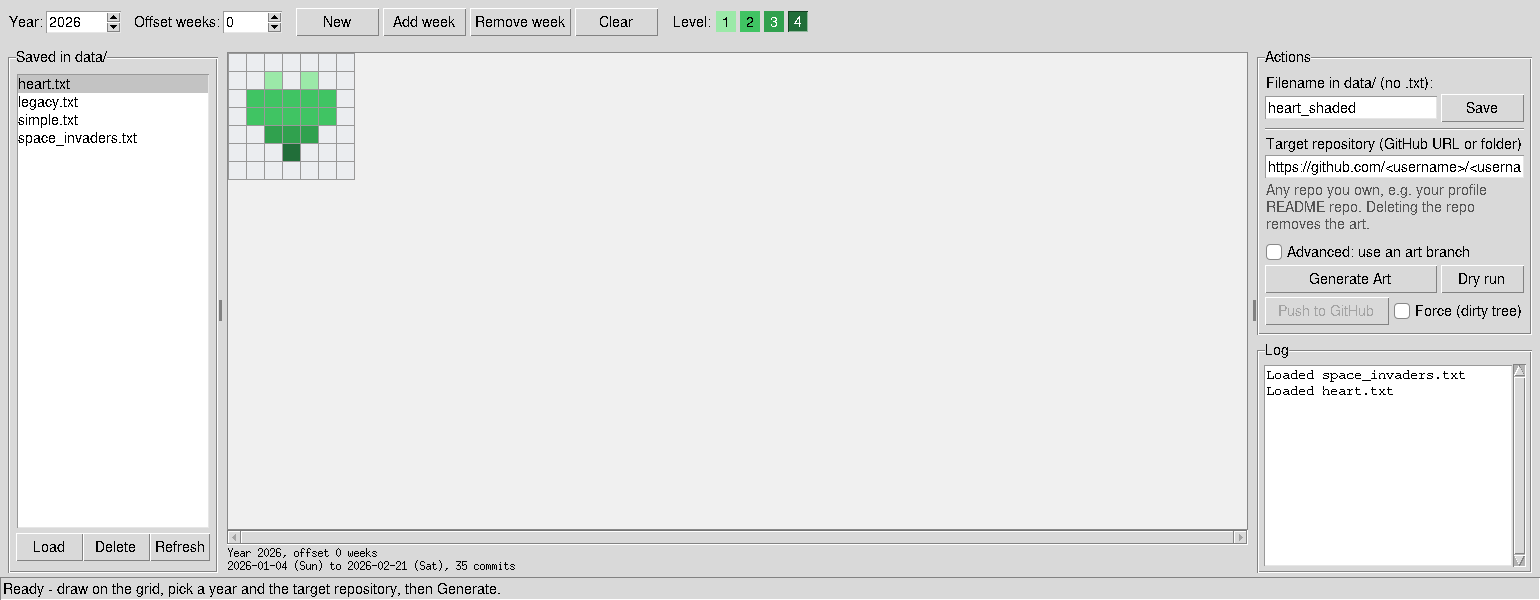 Year: 2026 Offset weeks: 0 New Add week Remove week Clear Level: 1 2 3 4
Saved in data/
heart.txt
legacy.txt
simple.txt
space_invaders.txt
Load Delete Refresh
Year 2026, offset 0 weeks
2026-01-04 (Sun) to 2026-02-21 (Sat), 35 commits
Actions
Filename in data/ (no .txt):
heart_shaded Save
Target repository (GitHub URL or folder)
https://github.com/<username>/<userna
Any repo you own, e.g. your profile
README repo. Deleting the repo
removes the art.
Advanced: use an art branch
Generate Art Dry run
Push to GitHub Force (dirty tree)
Log
Loaded space_invaders.txt
Loaded heart.txt
Ready - draw on the grid, pick a year and the target repository, then Generate.